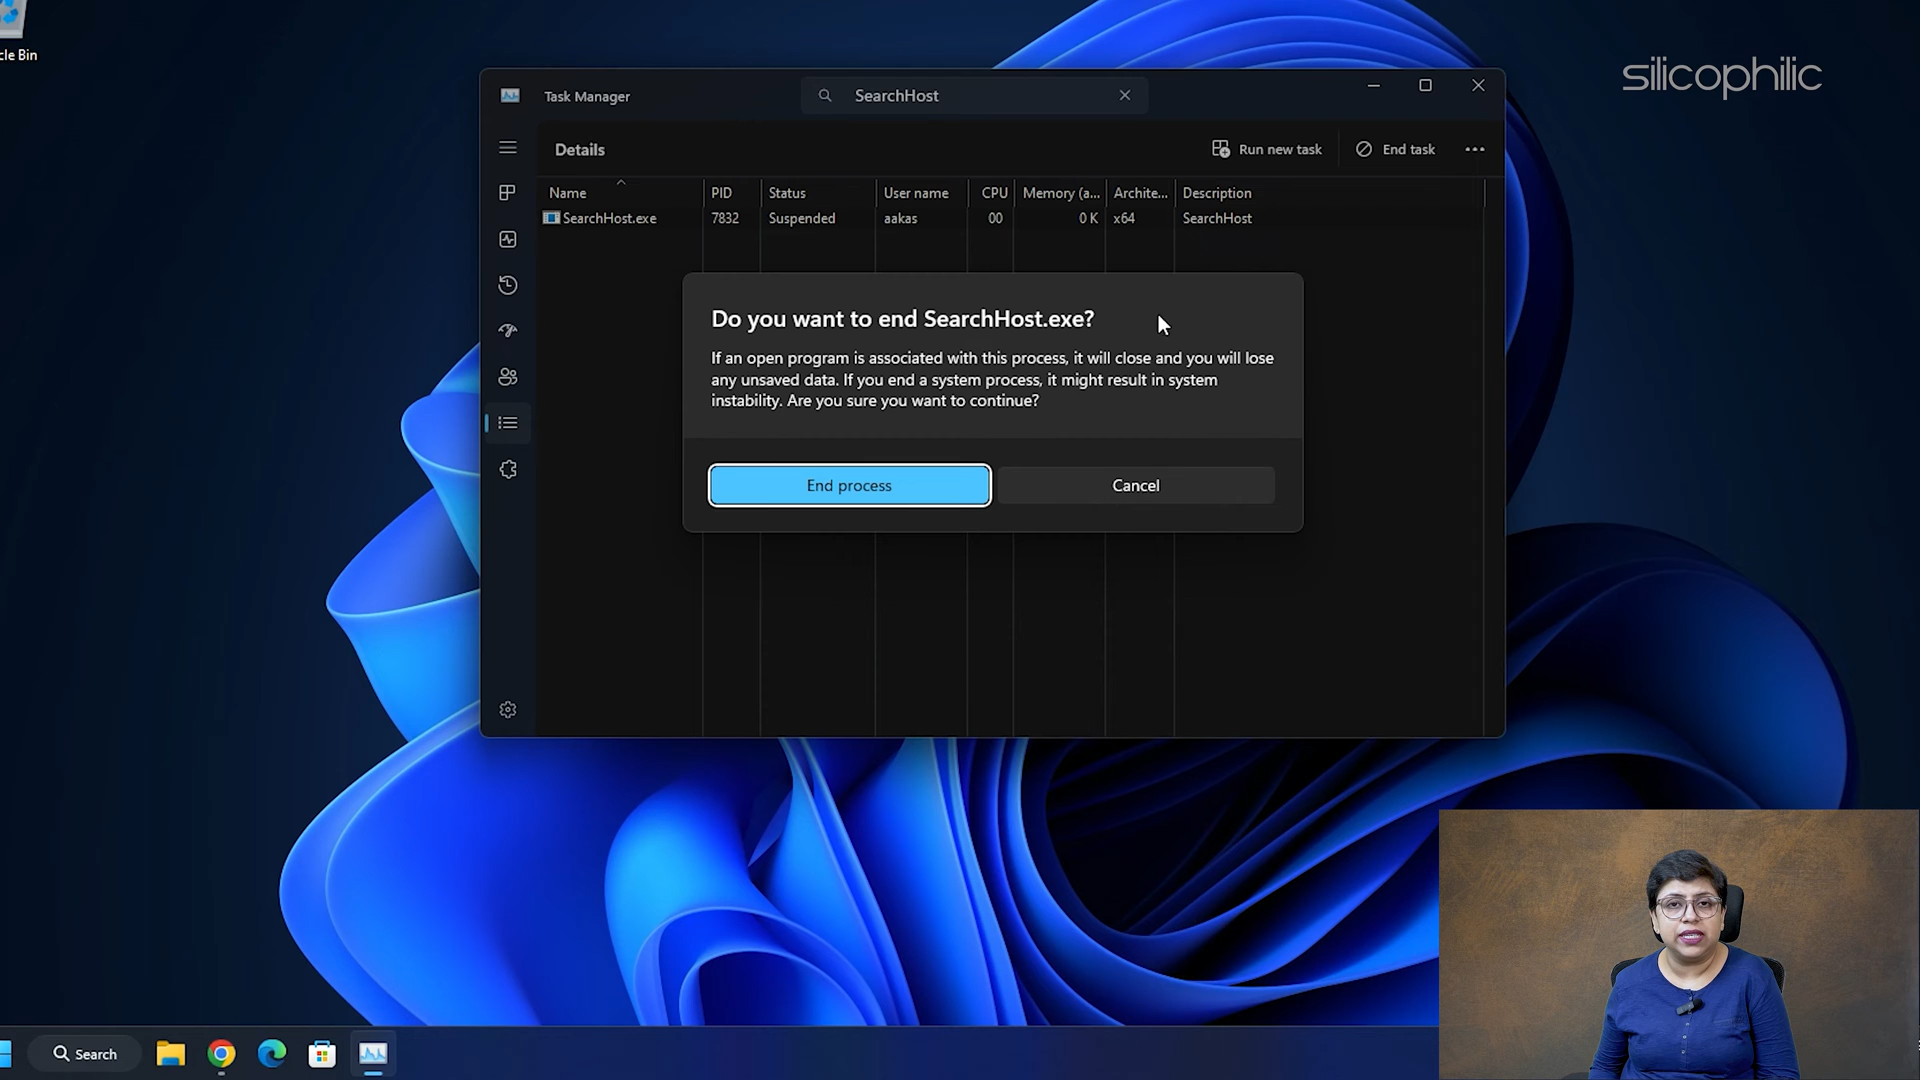 cle Bin
silicophilic
Task Manager
SearchHost
Details
Run new task
End task
Name
PID
Status
User name
CPU
Memory (a...
Archite...
Description
SearchHost.exe
7832
Suspended
aakas
00
0 K
x64
SearchHost
Do you want to end SearchHost.exe?
If an open program is associated with this process, it will close and you will lose
any unsaved data. If you end a system process, it might result in system
instability. Are you sure you want to continue?
End process
Cancel
Search